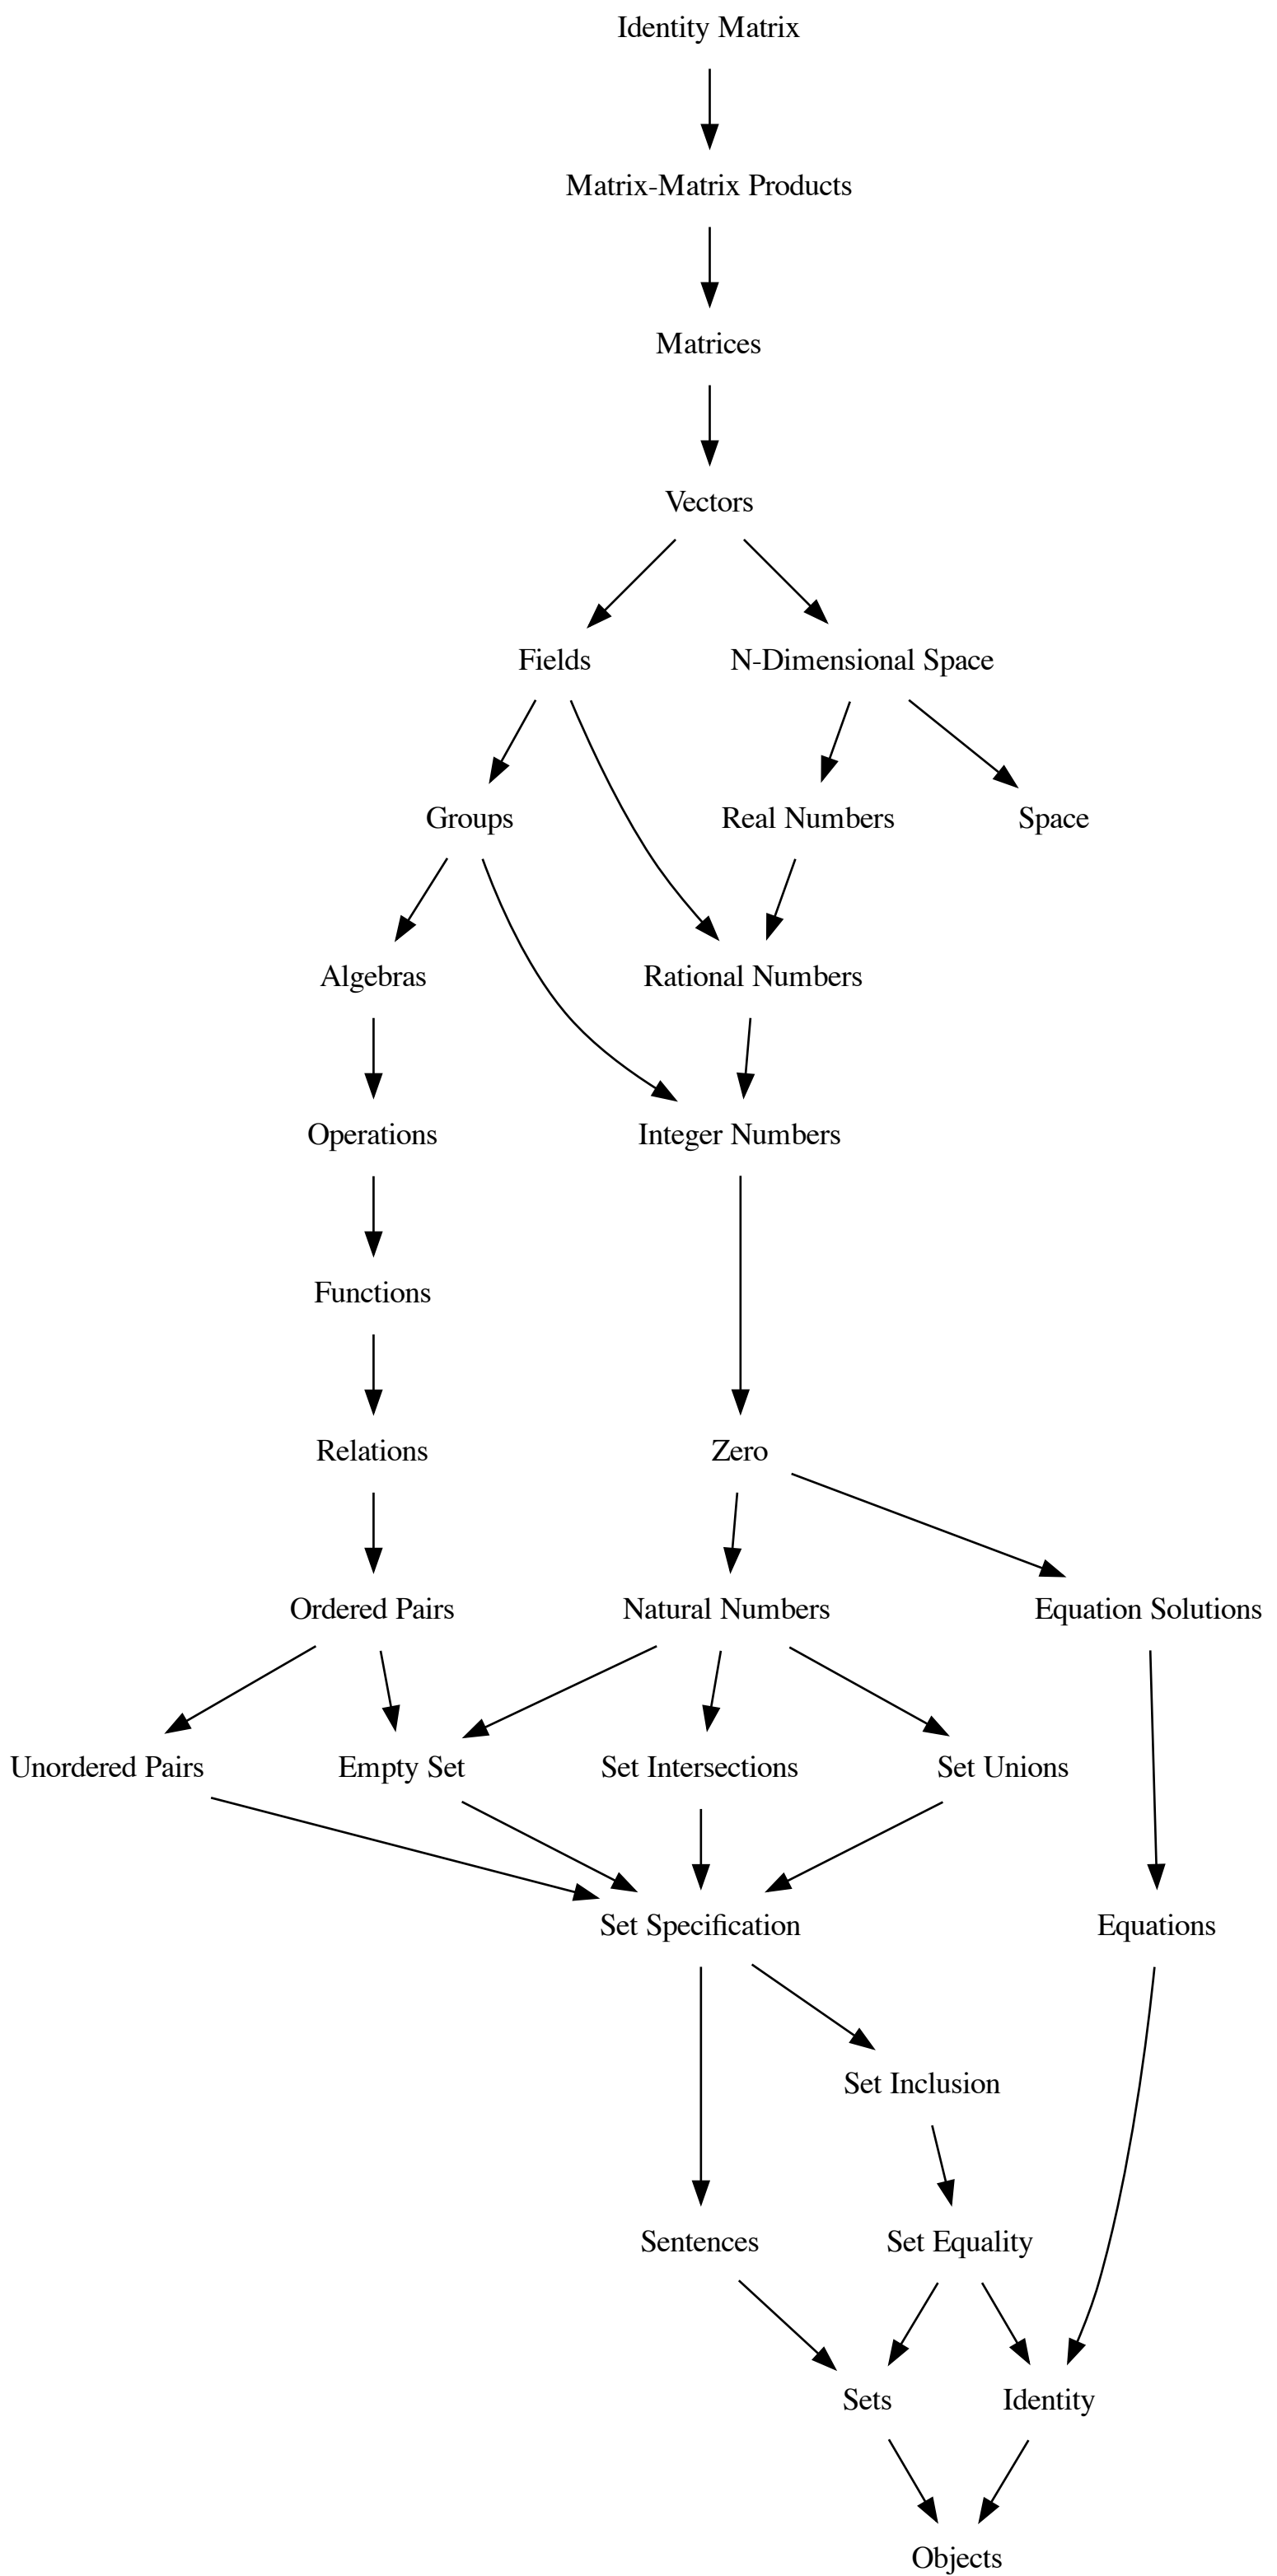 Identity Matrix
Matrix-Matrix Products
Matrices
Vectors
Fields
N-Dimensional Space
Groups
Real Numbers
Space
Algebras
Rational Numbers
Operations
Integer Numbers
Functions
Relations
Zero
Ordered Pairs
Natural Numbers
Equation Solutions
Unordered Pairs
Empty Set
Set Intersections
Set Unions
Set Specification
Equations
Set Inclusion
Sentences
Set Equality
Sets
Identity
Objects